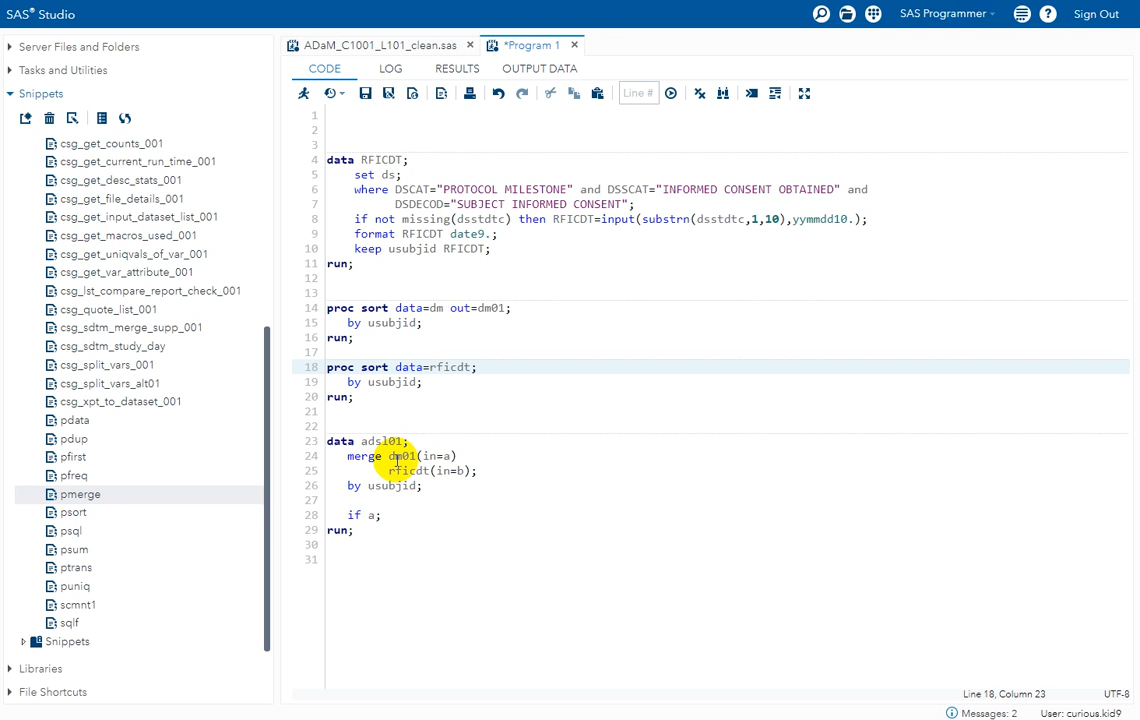 SAS® Studio
SAS Programmer
Sign Out
Server Files and Folders
Tasks and Utilities
Snippets
csg_get_counts_001
csg_get_current_run_time_001
csg_get_desc_stats_001
csg_get_file_details_001
csg_get_input_dataset_list_001
csg_get_macros_used_001
csg_get_uniqvals_of_var_001
csg_get_var_attribute_001
csg_lst_compare_report_check_001
csg_quote_list_001
csg_sdtm_merge_supp_001
csg_sdtm_study_day
csg_split_vars_001
csg_split_vars_alt01
csg_xpt_to_dataset_001
pdata
pdup
pfirst
pfreq
pmerge
psort
psql
psum
ptrans
puniq
scmnt1
sqlf
Snippets
Libraries
File Shortcuts
ADaM_C1001_L101_clean.sas
*Program 1
CODE LOG RESULTS OUTPUT DATA
Line #
1
2
3
4 data RFICDT;
5 set ds;
6 where DSCAT="PROTOCOL MILESTONE" and DSSCAT="INFORMED CONSENT OBTAINED" and
7 DSDECOD="SUBJECT INFORMED CONSENT";
8 if not missing(dsstdtc) then RFICDT=input(substrn(dsstdtc,1,10),yymmdd10.);
9 format RFICDT date9.;
10 keep usubjid RFICDT;
11 run;
12
13
14 proc sort data=dm out=dm01;
15 by usubjid;
16 run;
17
18 proc sort data=rficdt;
19 by usubjid;
20 run;
21
22
23 data adsl01;
24 merge dm01(in=a)
25 rficdt(in=b);
26 by usubjid;
27
28 if a;
29 run;
30
31
Line 18, Column 23
UTF-8
Messages: 2
User: curious.kid9